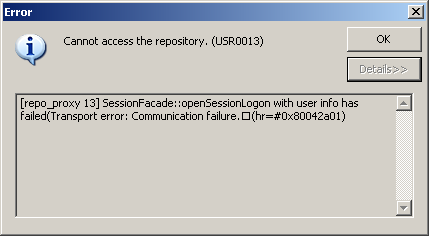 Error
Cannot access the repository. (USR0013)
OK
Details>>
[repo_proxy 13] SessionFacade::openSessionLogon with user info has
failed(Transport error: Communication failure.□(hr=#0x80042a01)